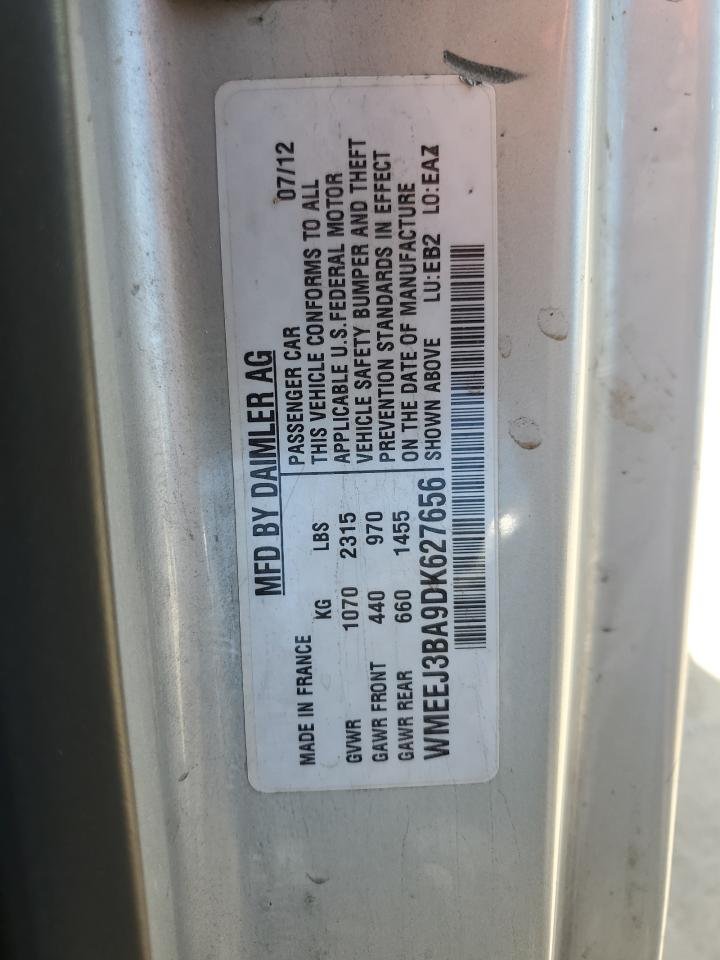 MFD BY DAIMLER AG
MADE IN FRANCE PASSENGER CAR 07/12
KG LBS THIS VEHICLE CONFORMS TO ALL
GVWR 1070 2315 APPLICABLE U.S.FEDERAL MOTOR
GAWR FRONT 440 970 VEHICLE SAFETY BUMPER AND THEFT
GAWR REAR 660 1455 PREVENTION STANDARDS IN EFFECT
ON THE DATE OF MANUFACTURE
WMEEJ3BA9DK627656 SHOWN ABOVE LU:EB2 LO:EAZ